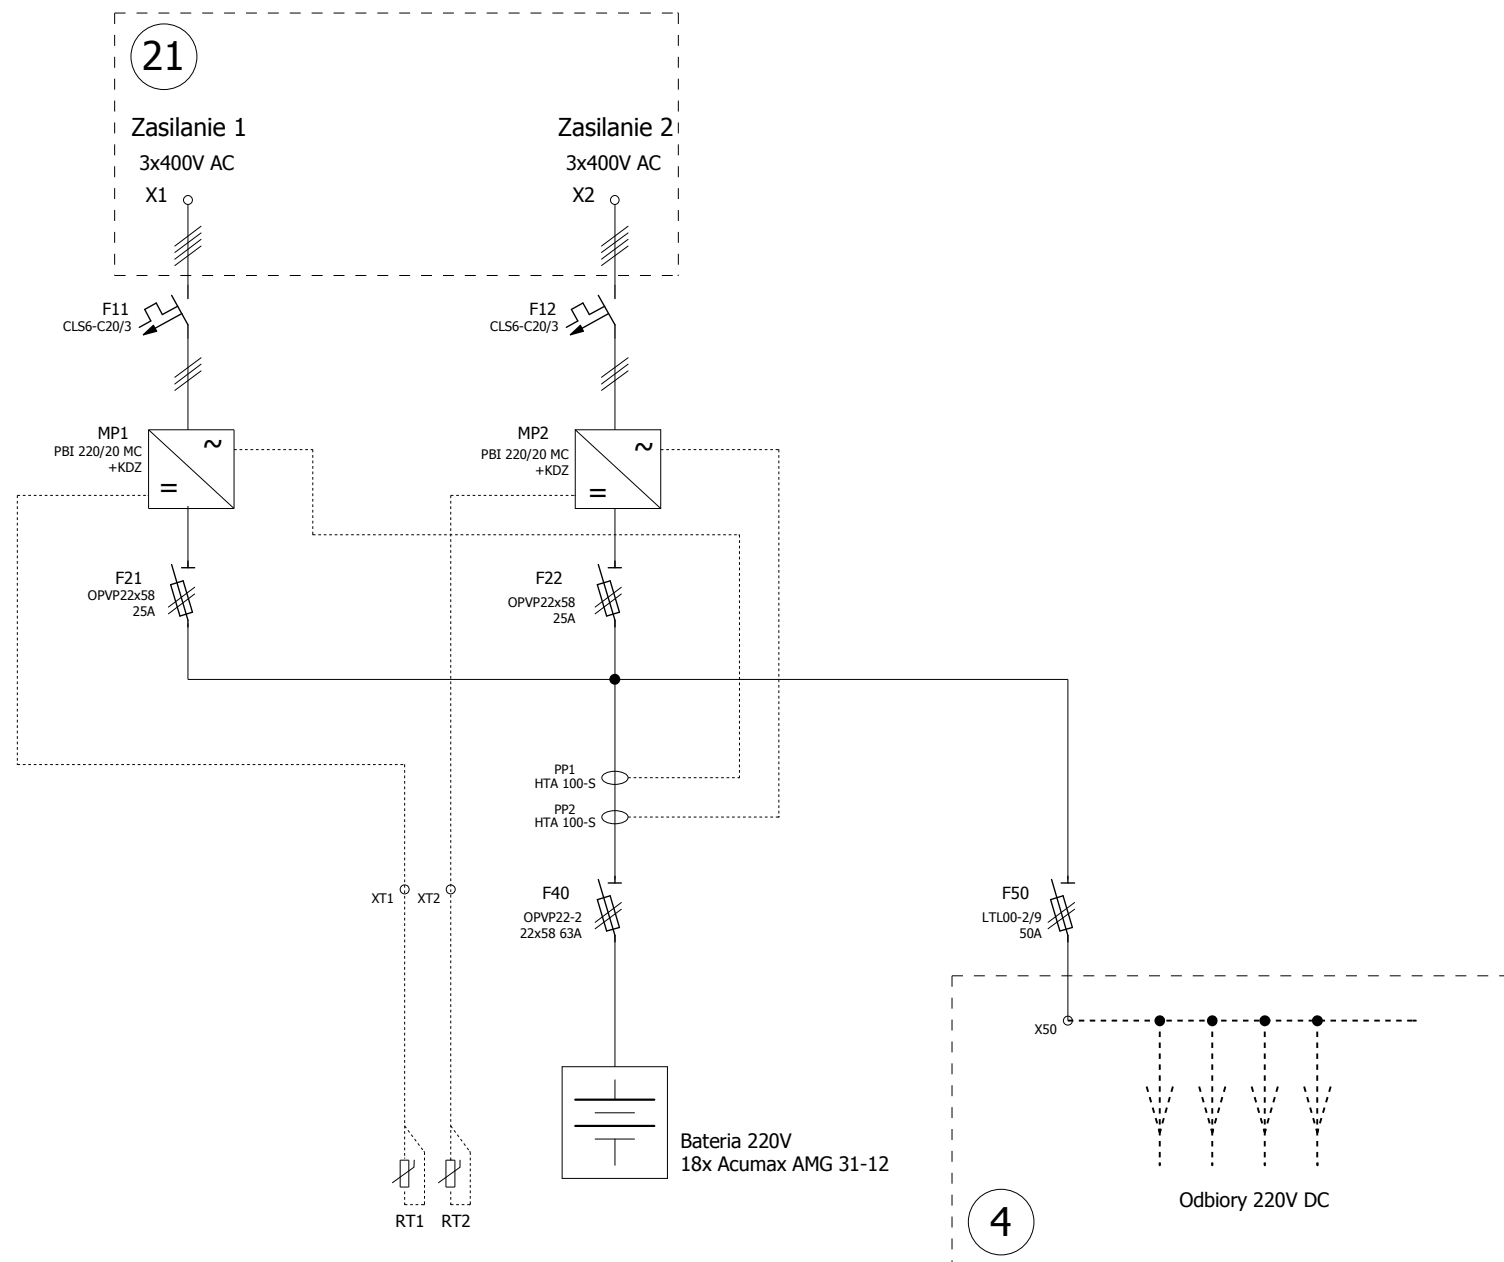 21
Zasilanie 1
3x400V AC
X1
Zasilanie 2
3x400V AC
X2
F11
CLS6-C20/3
F12
CLS6-C20/3
MP1
PBI 220/20 MC
+KDZ
~
=
MP2
PBI 220/20 MC
+KDZ
~
=
F21
OPVP22x58
25A
F22
OPVP22x58
25A
PP1
HTA 100-S
PP2
HTA 100-S
XT1
XT2
F40
OPVP22-2
22x58 63A
F50
LTL00-2/9
50A
X50
Bateria 220V
18x Acumax AMG 31-12
RT1
RT2
Odbiory 220V DC
4